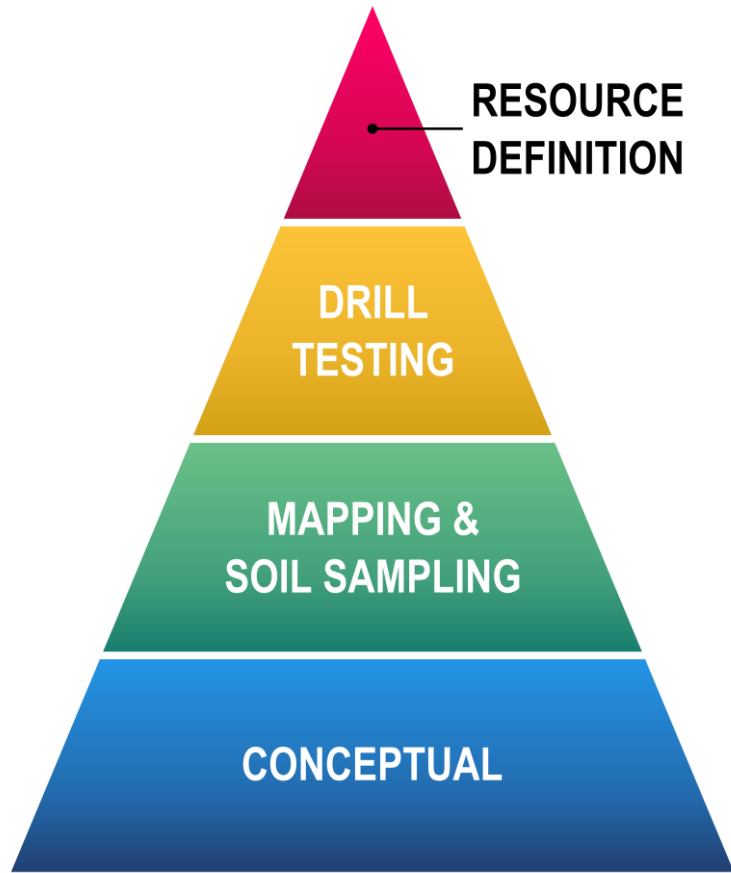 RESOURCE
DEFINITION
DRILL
TESTING
MAPPING &
SOIL SAMPLING
CONCEPTUAL